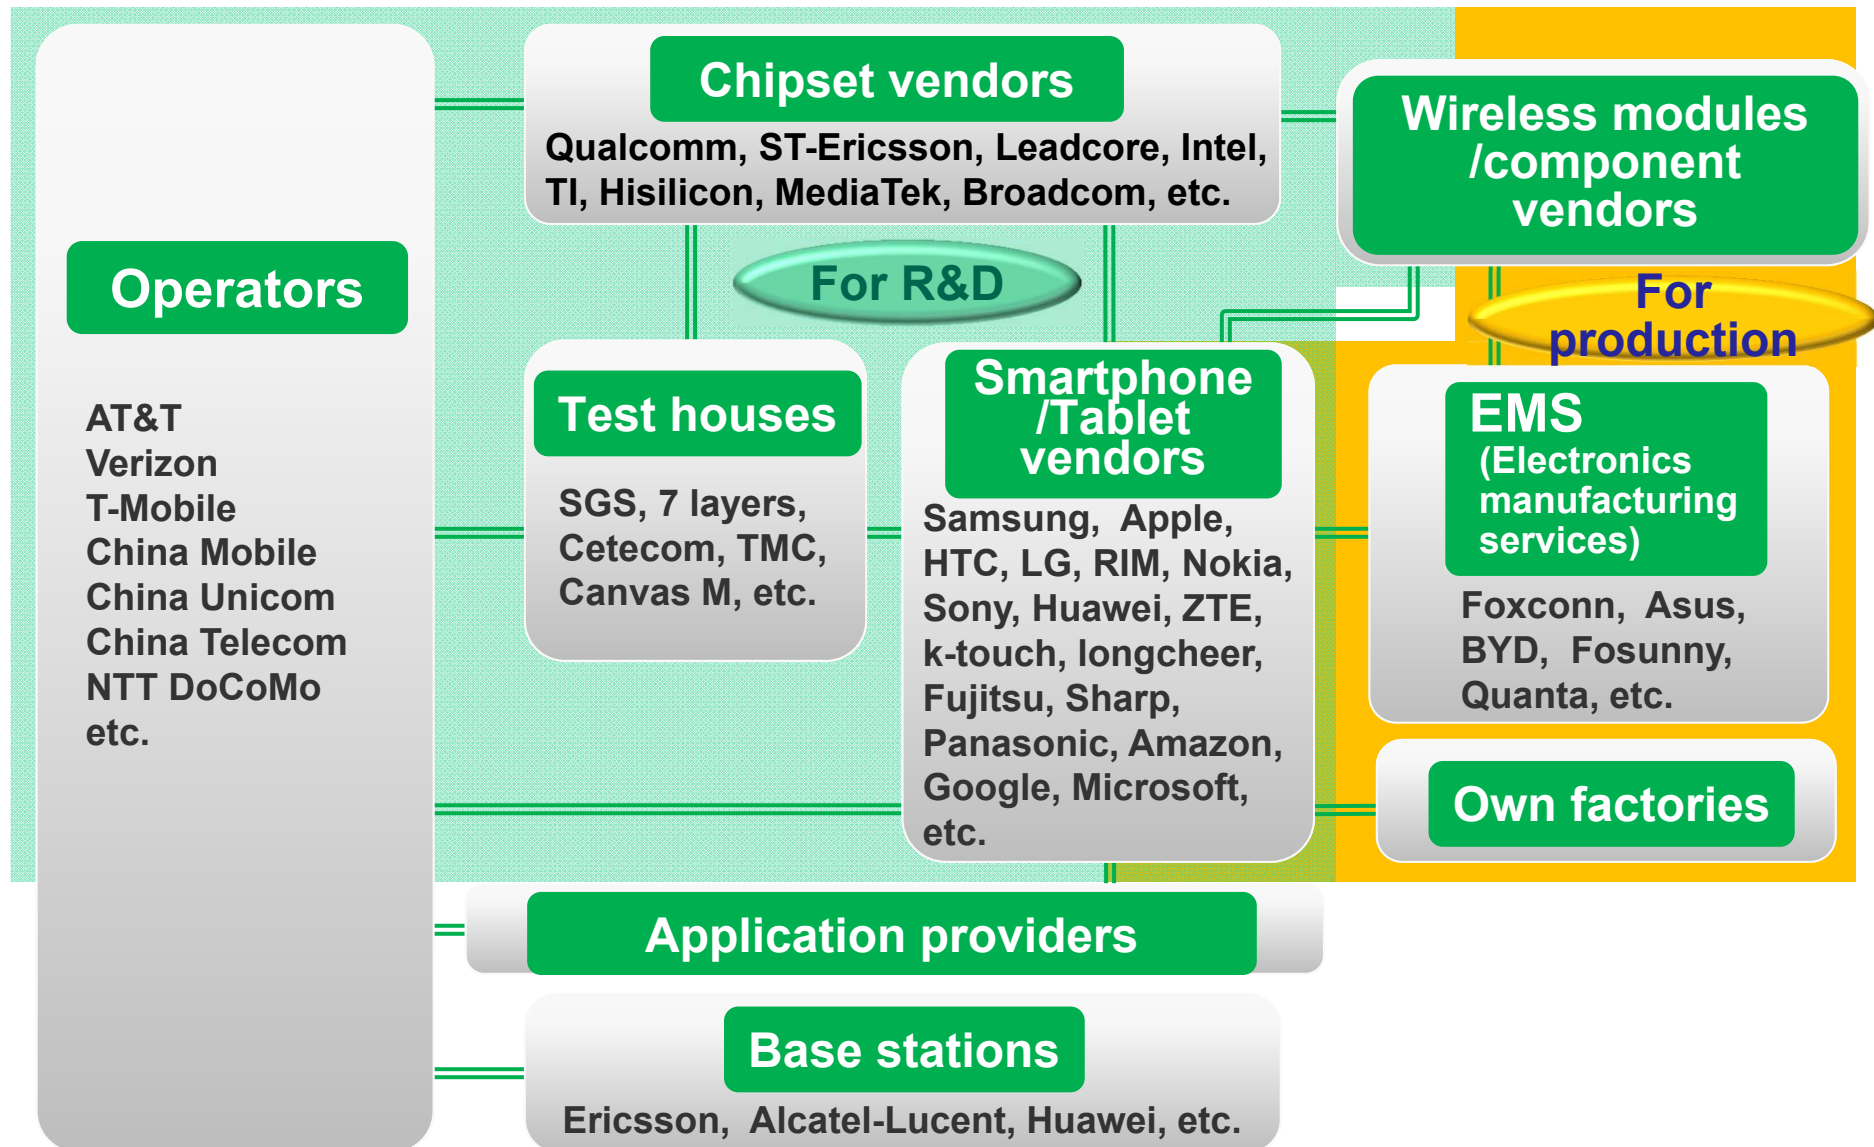 Operators
AT&T
Verizon
T-Mobile
China Mobile
China Unicom
China Telecom
NTT DoCoMo
etc.
Chipset vendors
Qualcomm, ST-Ericsson, Leadcore, Intel,
TI, Hisilicon, MediaTek, Broadcom, etc.
Wireless modules
/component
vendors
For R&D
For
production
Test houses
SGS, 7 layers,
Cetecom, TMC,
Canvas M, etc.
Smartphone
/Tablet
vendors
Samsung, Apple,
HTC, LG, RIM, Nokia,
Sony, Huawei, ZTE,
k-touch, longcheer,
Fujitsu, Sharp,
Panasonic, Amazon,
Google, Microsoft,
etc.
EMS
(Electronics
manufacturing
services)
Foxconn, Asus,
BYD, Fosunny,
Quanta, etc.
Own factories
Application providers
Base stations
Ericsson, Alcatel-Lucent, Huawei, etc.